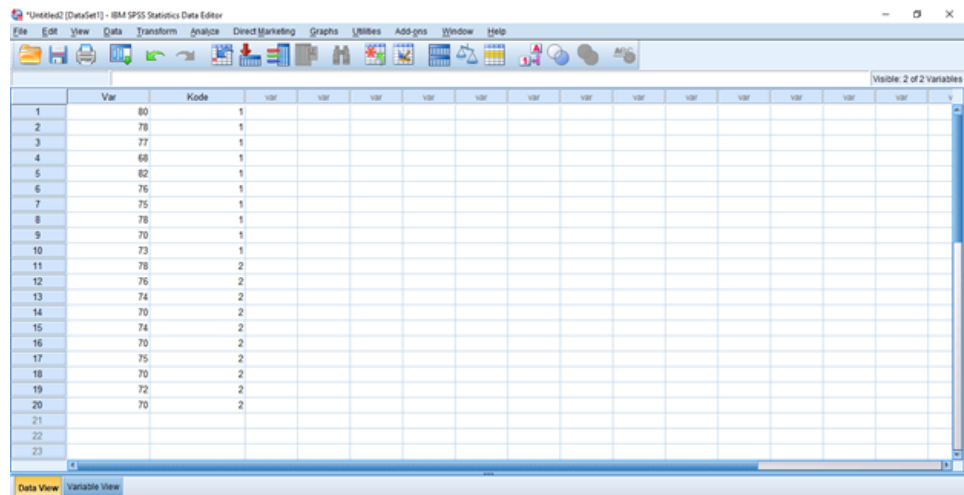 *Untitled2 [DataSet1] - IBM SPSS Statistics Data Editor
File Edit View Data Transform Analyze Direct Marketing Graphs Utilities Add-ons Window Help
Visible: 2 of 2 Variables
Var Kode var var var var var var var var var var var v
1 80 1
2 78 1
3 77 1
4 68 1
5 82 1
6 76 1
7 75 1
8 78 1
9 70 1
10 73 1
11 78 2
12 76 2
13 74 2
14 70 2
15 74 2
16 70 2
17 75 2
18 70 2
19 72 2
20 70 2
21
22
23
Data View Variable View